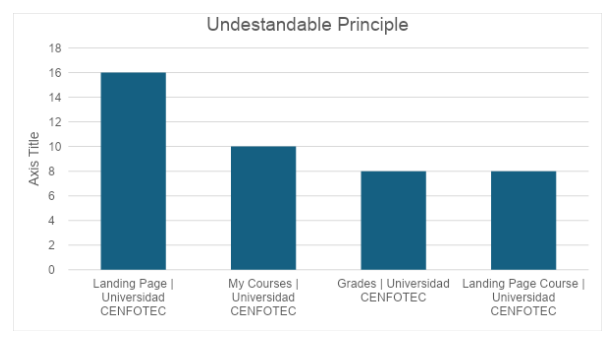 Undestandable Principle
18
16
14
12
10
8
6
4
2
0
Axis Title
Landing Page |
Universidad
CENFOTEC
My Courses |
Universidad
CENFOTEC
Grades | Universidad
CENFOTEC
Landing Page Course |
Universidad
CENFOTEC